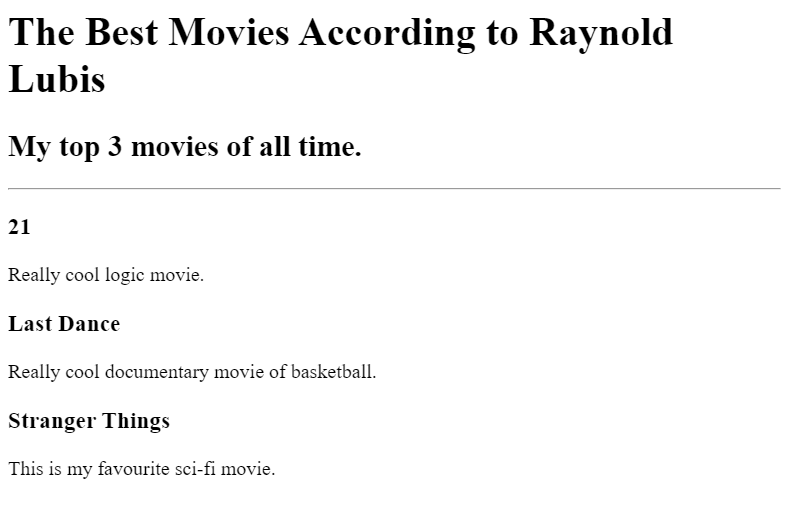 The Best Movies According to Raynold
Lubis
My top 3 movies of all time.
21
Really cool logic movie.
Last Dance
Really cool documentary movie of basketball.
Stranger Things
This is my favourite sci-fi movie.